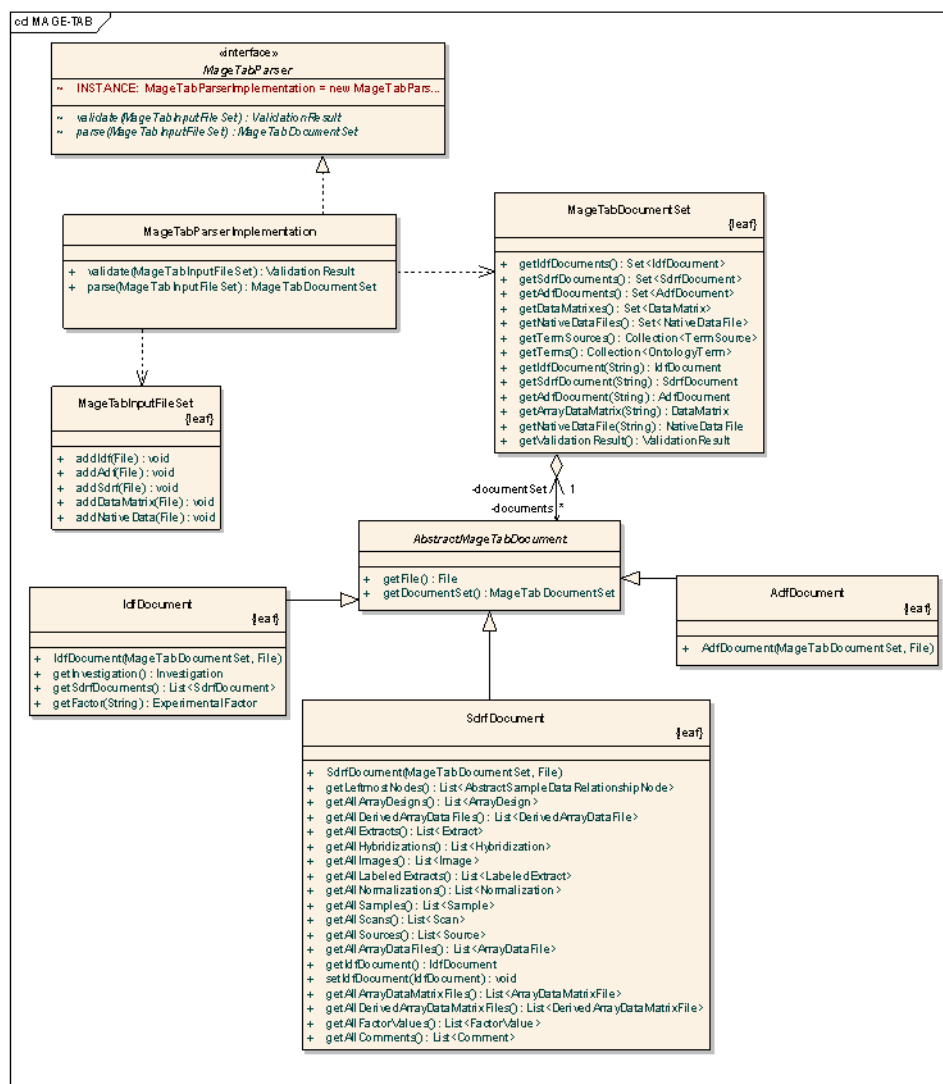 cd MAGE-TAB
«interface»
MageTabParser
~ INSTANCE: MageTabParserImplementation = new MageTabPars...
~ validate(MageTabInputFileSet) : ValidationResult
~ parse(MageTabInputFileSet) : MageTabDocumentSet
MageTabParserImplementation
+ validate(MageTabInputFileSet) : ValidationResult
+ parse(MageTabInputFileSet) : MageTabDocumentSet
MageTabDocumentSet
{leaf}
+ getIdfDocuments() : Set<IdfDocument>
+ getSdrfDocuments() : Set<SdrfDocument>
+ getAdfDocuments() : Set<AdfDocument>
+ getDataMatrixes() : Set<DataMatrix>
+ getNativeDataFiles() : Set<NativeDataFile>
+ getTermSources() : Collection<TermSource>
+ getTerms() : Collection<OntologyTerm>
+ getIdfDocument(String) : IdfDocument
+ getSdrfDocument(String) : SdrfDocument
+ getAdfDocument(String) : AdfDocument
+ getArrayDataMatrix(String) : DataMatrix
+ getNativeDataFile(String) : NativeDataFile
+ getValidationResult() : ValidationResult
MageTabInputFileSet
{leaf}
+ addIdf(File) : void
+ addAdf(File) : void
+ addSdrf(File) : void
+ addDataMatrix(File) : void
+ addNativeData(File) : void
-documentSet 1
-documents *
AbstractMageTabDocument
+ getFile() : File
+ getDocumentSet() : MageTabDocumentSet
IdfDocument
{leaf}
+ IdfDocument(MageTabDocumentSet, File)
+ getInvestigation() : Investigation
+ getSdrfDocuments() : List<SdrfDocument>
+ getFactor(String) : ExperimentalFactor
AdfDocument
{leaf}
+ AdfDocument(MageTabDocumentSet, File)
SdrfDocument
{leaf}
+ SdrfDocument(MageTabDocumentSet, File)
+ getLeftmostNodes() : List<AbstractSampleDataRelationshipNode>
+ getAllArrayDesigns() : List<ArrayDesign>
+ getAllDerivedArrayDataFiles() : List<DerivedArrayDataFile>
+ getAllExtracts() : List<Extract>
+ getAllHybridizations() : List<Hybridization>
+ getAllImages() : List<Image>
+ getAllLabeledExtracts() : List<LabeledExtract>
+ getAllNormalizations() : List<Normalization>
+ getAllSamples() : List<Sample>
+ getAllScans() : List<Scan>
+ getAllSources() : List<Source>
+ getAllArrayDataFiles() : List<ArrayDataFile>
+ getIdfDocument() : IdfDocument
+ setIdfDocument(IdfDocument) : void
+ getAllArrayDataMatrixFiles() : List<ArrayDataMatrixFile>
+ getAllDerivedArrayDataMatrixFiles() : List<DerivedArrayDataMatrixFile>
+ getAllFactorValues() : List<FactorValue>
+ getAllComments() : List<Comment>